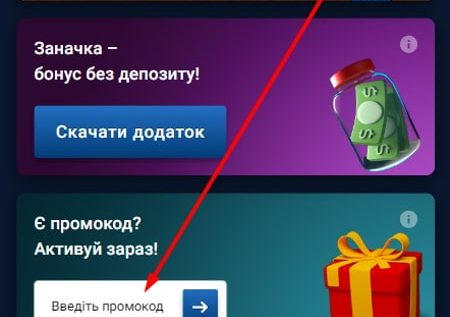 Заначка –
бонус без депозиту!
Скачати додаток
Є промокод?
Активуй зараз!
Введіть промокод